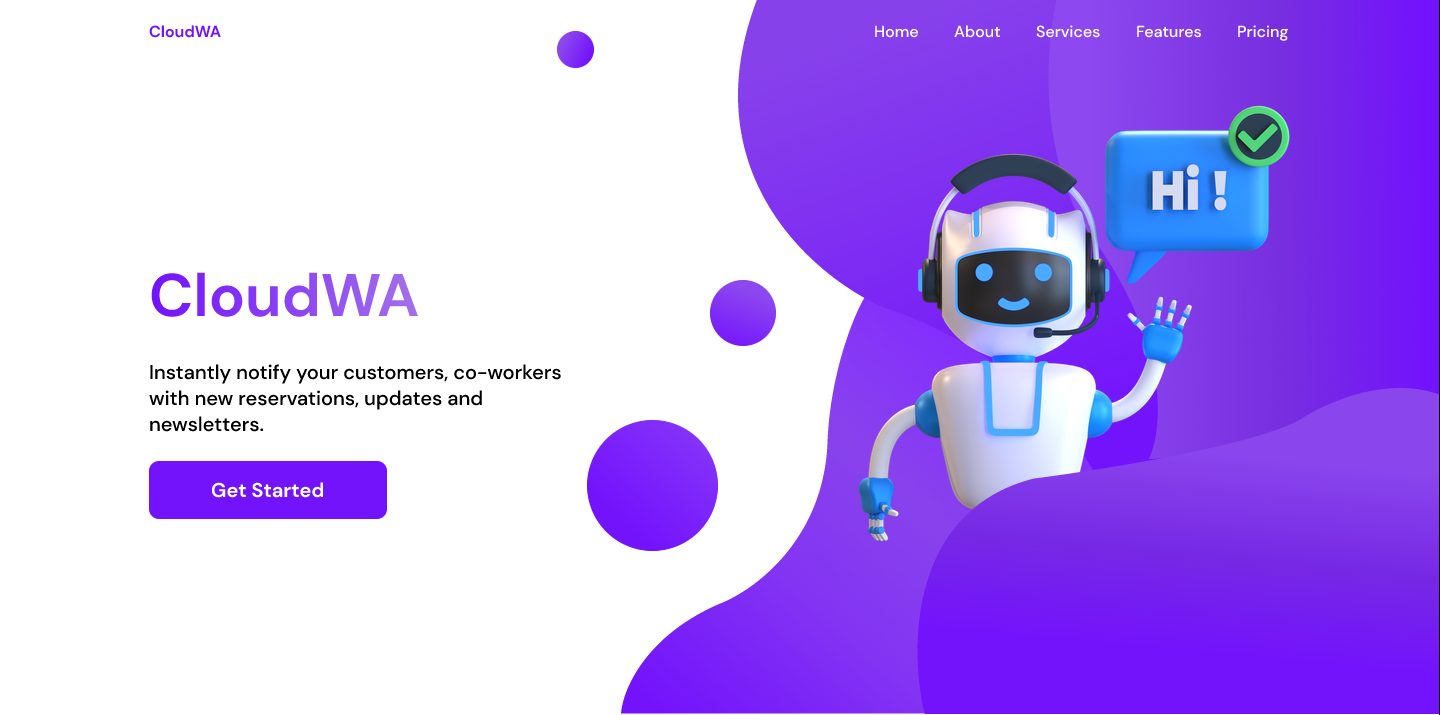 CloudWA
Home About Services Features Pricing
Hi !
CloudWA
Instantly notify your customers, co-workers
with new reservations, updates and
newsletters.
Get Started